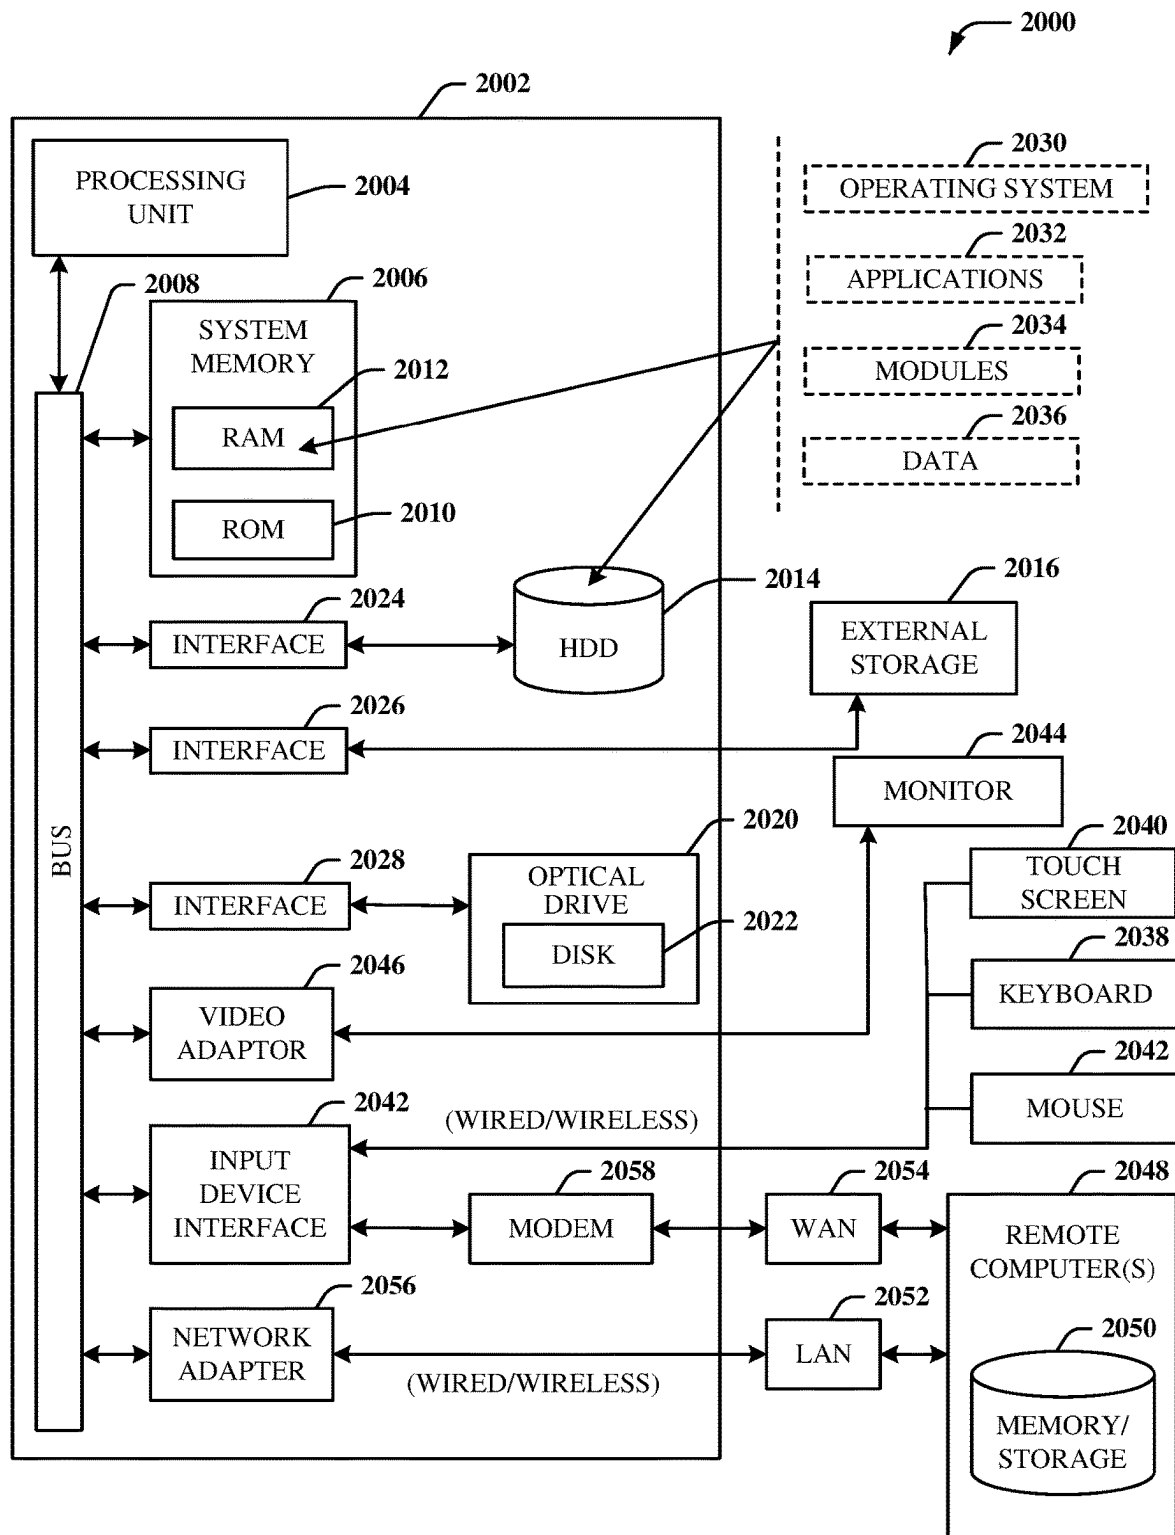 2000
2002
PROCESSING
UNIT
2004
2030
OPERATING SYSTEM
2032
APPLICATIONS
2034
MODULES
2036
DATA
2008
2006
SYSTEM
MEMORY
2012
RAM
2010
ROM
2024
INTERFACE
2014
HDD
2016
EXTERNAL
STORAGE
2026
INTERFACE
2044
MONITOR
BUS
2028
INTERFACE
2020
OPTICAL
DRIVE
2022
DISK
2040
TOUCH
SCREEN
2038
KEYBOARD
2046
VIDEO
ADAPTOR
2042
MOUSE
2042
INPUT
DEVICE
INTERFACE
(WIRED/WIRELESS)
2058
MODEM
2054
WAN
2048
REMOTE
COMPUTER(S)
2056
NETWORK
ADAPTER
(WIRED/WIRELESS)
2052
LAN
2050
MEMORY/
STORAGE